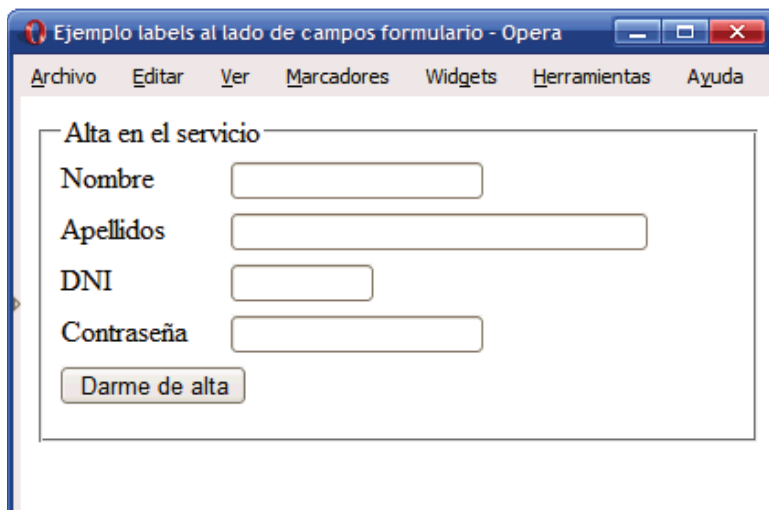 Ejemplo labels al lado de campos formulario - Opera
Archivo Editar Ver Marcadores Widgets Herramientas Ayuda
Alta en el servicio
Nombre
Apellidos
DNI
Contraseña
Darme de alta